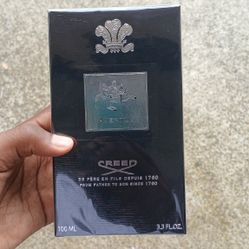 CREED
DE PÈRE EN FILS DEPUIS 1760
FROM FATHER TO SON SINCE 1760
100 ML
3.3 FL.OZ.